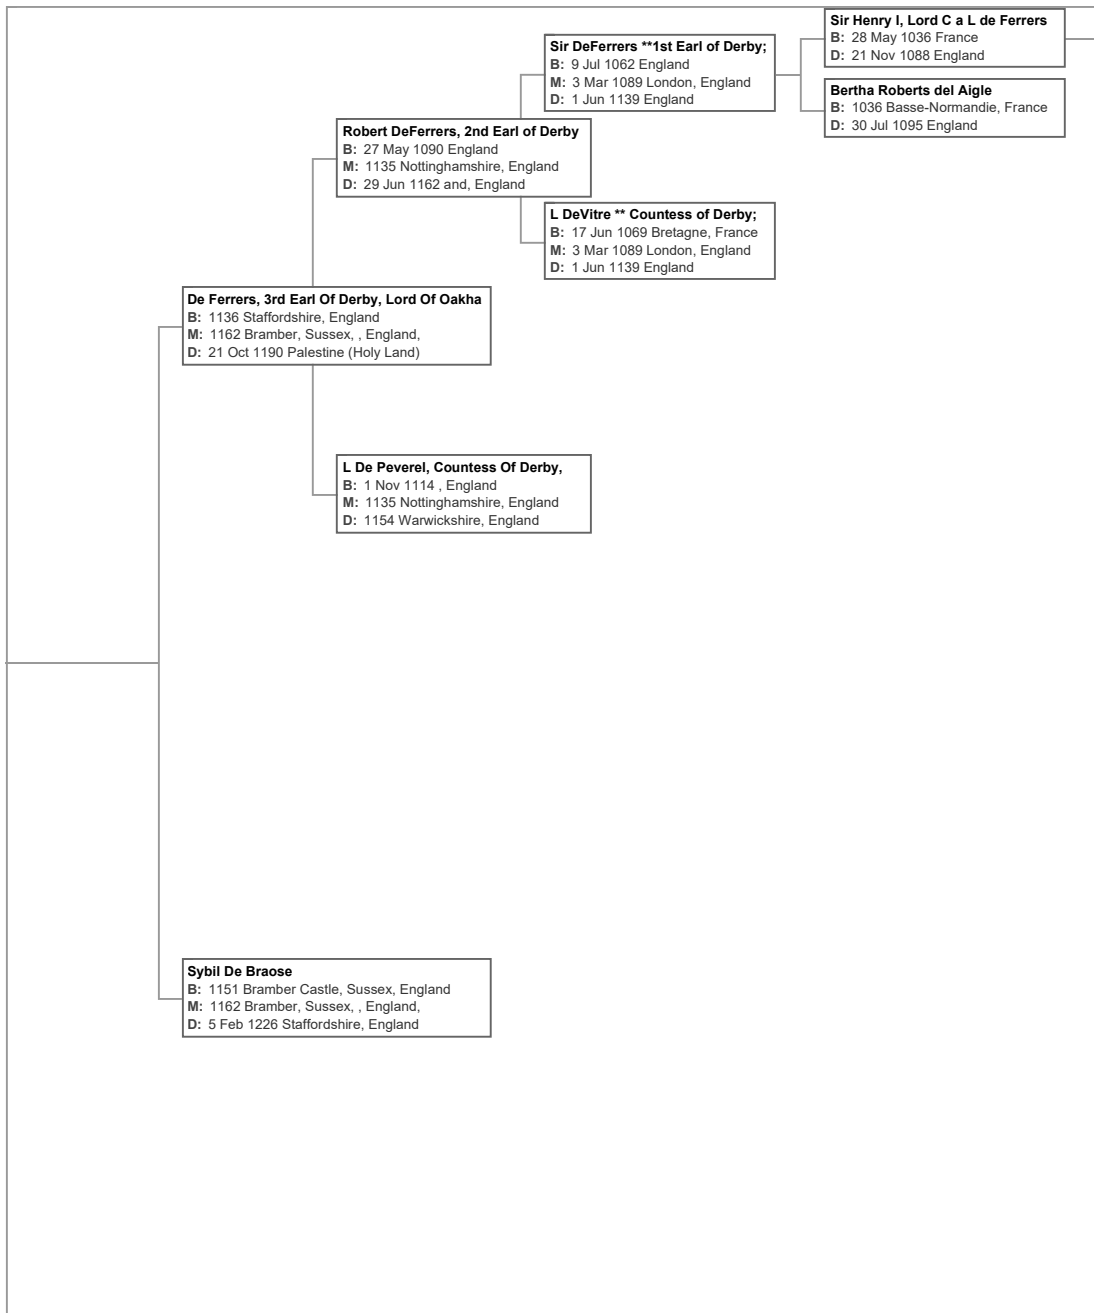 Sir Henry I, Lord C a L de Ferrers
B: 28 May 1036 France
D: 21 Nov 1088 England
Sir DeFerrers **1st Earl of Derby;
B: 9 Jul 1062 England
M: 3 Mar 1089 London, England
D: 1 Jun 1139 England
Bertha Roberts del Aigle
B: 1036 Basse-Normandie, France
D: 30 Jul 1095 England
Robert DeFerrers, 2nd Earl of Derby
B: 27 May 1090 England
M: 1135 Nottinghamshire, England
D: 29 Jun 1162 and, England
L DeVitre ** Countess of Derby;
B: 17 Jun 1069 Bretagne, France
M: 3 Mar 1089 London, England
D: 1 Jun 1139 England
De Ferrers, 3rd Earl Of Derby, Lord Of Oakha
B: 1136 Staffordshire, England
M: 1162 Bramber, Sussex, , England,
D: 21 Oct 1190 Palestine (Holy Land)
L De Peverel, Countess Of Derby,
B: 1 Nov 1114 , England
M: 1135 Nottinghamshire, England
D: 1154 Warwickshire, England
Sybil De Braose
B: 1151 Bramber Castle, Sussex, England
M: 1162 Bramber, Sussex, , England,
D: 5 Feb 1226 Staffordshire, England